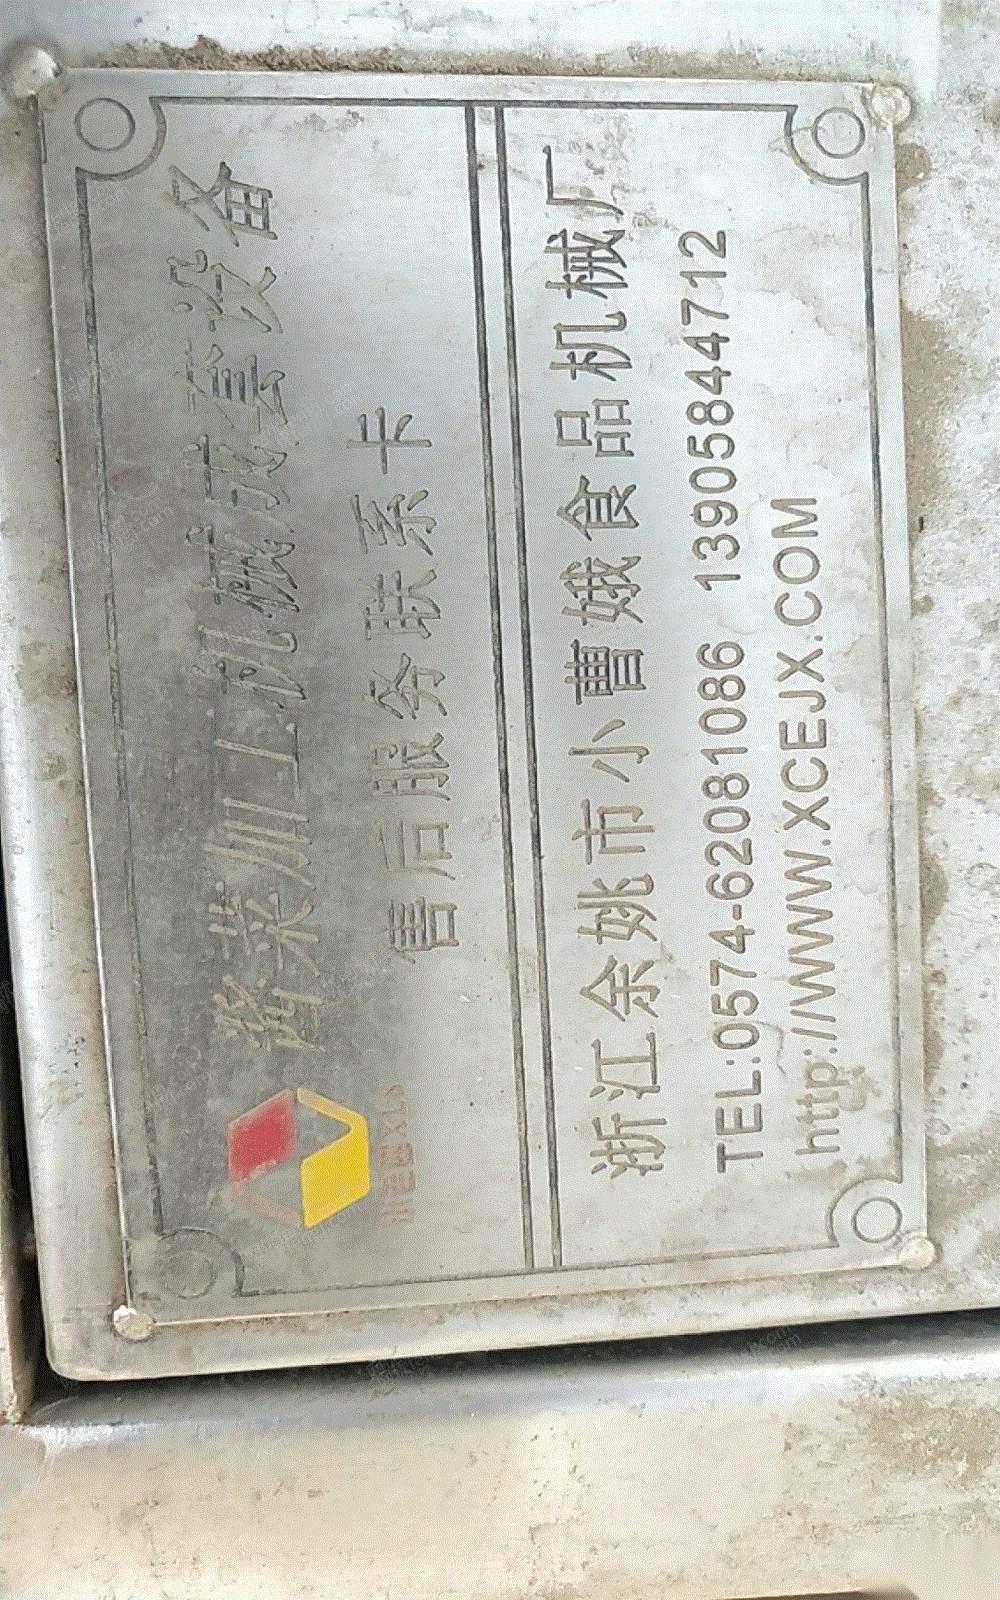 酱菜加工机械成套设备
售后服务联系卡
浙江余姚市小曹娥食品机械厂
TEL:0574-62081086 13905844712
http://WWW.XCEJX.COM